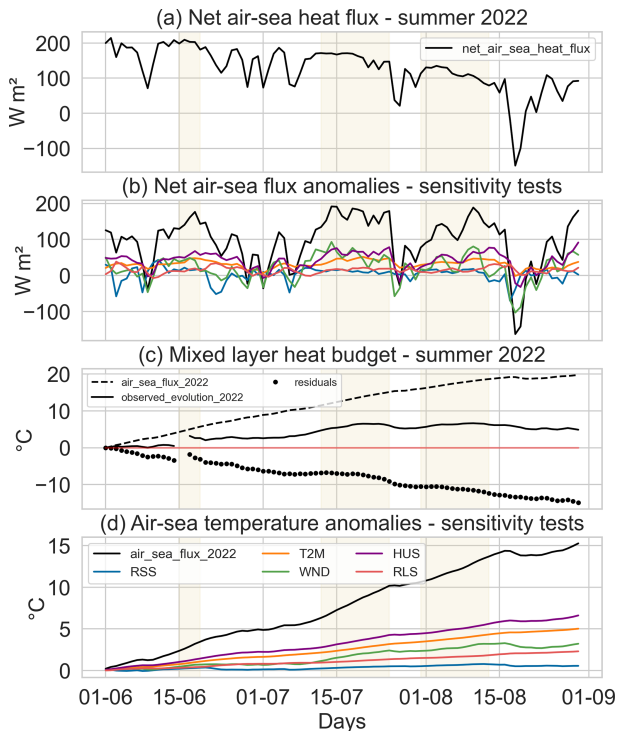 (a) Net air-sea heat flux - summer 2022
net_air_sea_heat_flux
W m²
200
100
0
−100
(b) Net air-sea flux anomalies - sensitivity tests
W m²
200
100
0
−100
(c) Mixed layer heat budget - summer 2022
air_sea_flux_2022
observed_evolution_2022
residuals
°C
20
10
0
−10
(d) Air-sea temperature anomalies - sensitivity tests
air_sea_flux_2022
RSS
T2M
WND
HUS
RLS
°C
15
10
5
0
01-06 15-06 01-07 15-07 01-08 15-08 01-09
Days